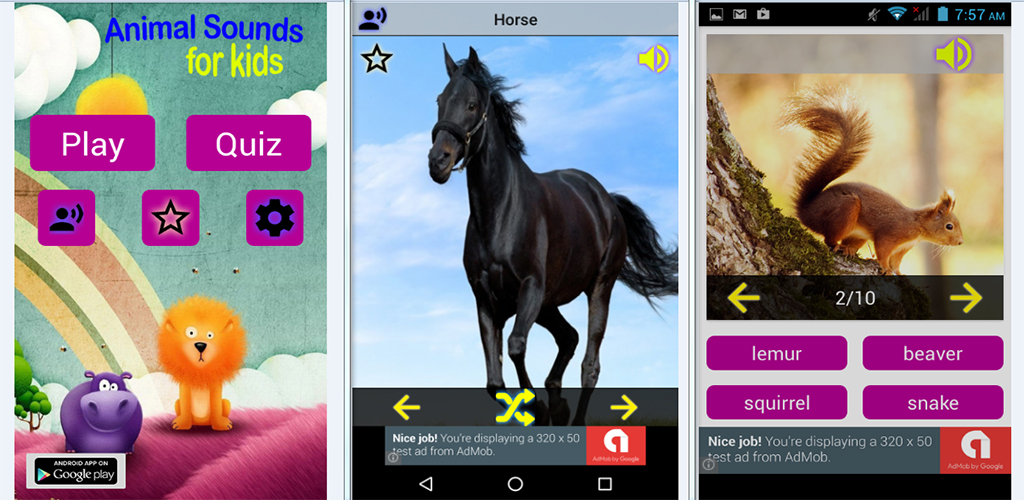 Animal Sounds
for kids
Play
Quiz
ANDROID APP ON
Google play
Horse
Nice job! You're displaying a 320 x 50
test ad from AdMob.
AdMob by Google
7:57 AM
2/10
lemur
beaver
squirrel
snake
Nice job! You're displaying a 320 x 50
test ad from AdMob.
AdMob by Google